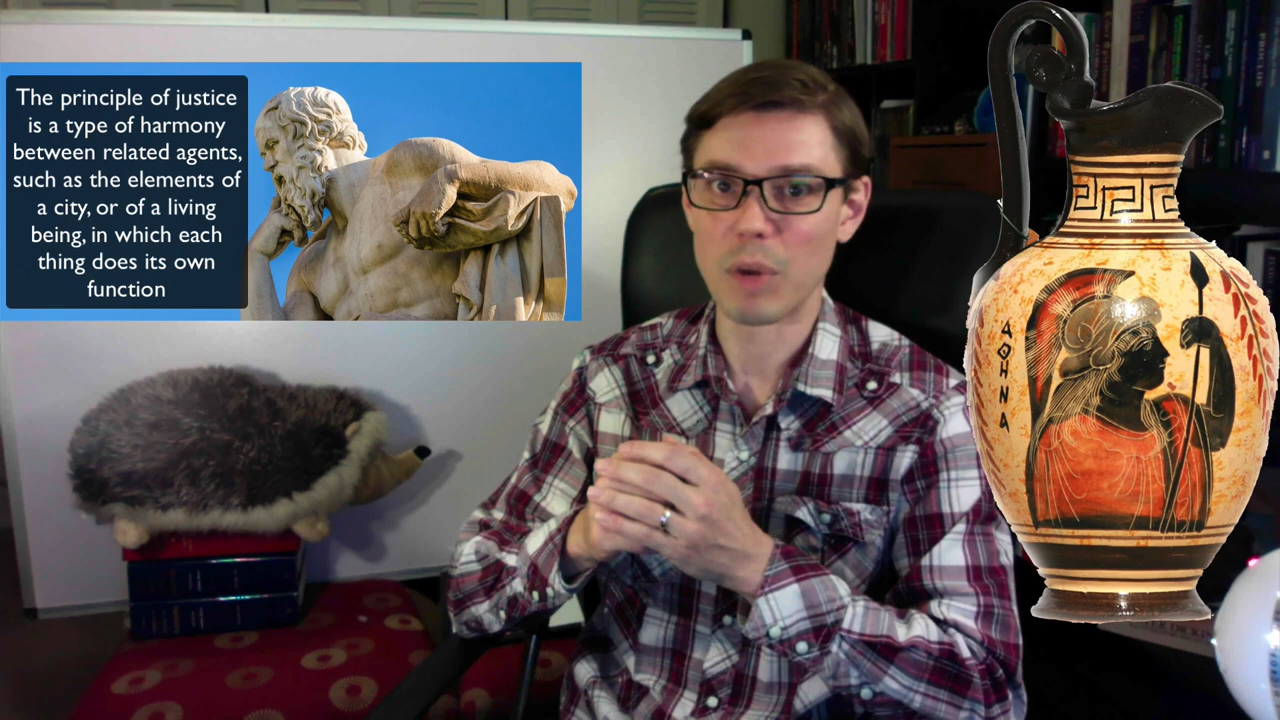 The principle of justice
is a type of harmony
between related agents,
such as the elements of
a city, or of a living
being, in which each
thing does its own
function
ΑΘΗΝΑ
PROCLUS